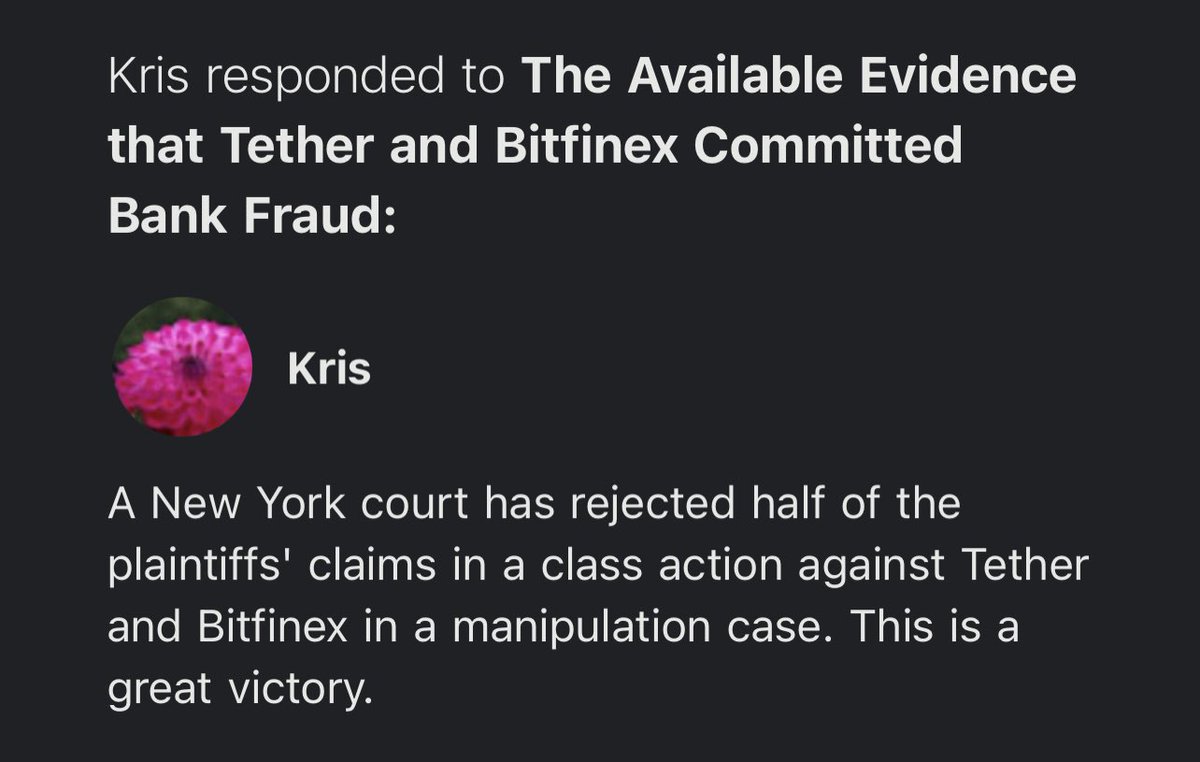 Kris responded to The Available Evidence
that Tether and Bitfinex Committed
Bank Fraud:
Kris
A New York court has rejected half of the
plaintiffs' claims in a class action against Tether
and Bitfinex in a manipulation case. This is a
great victory.